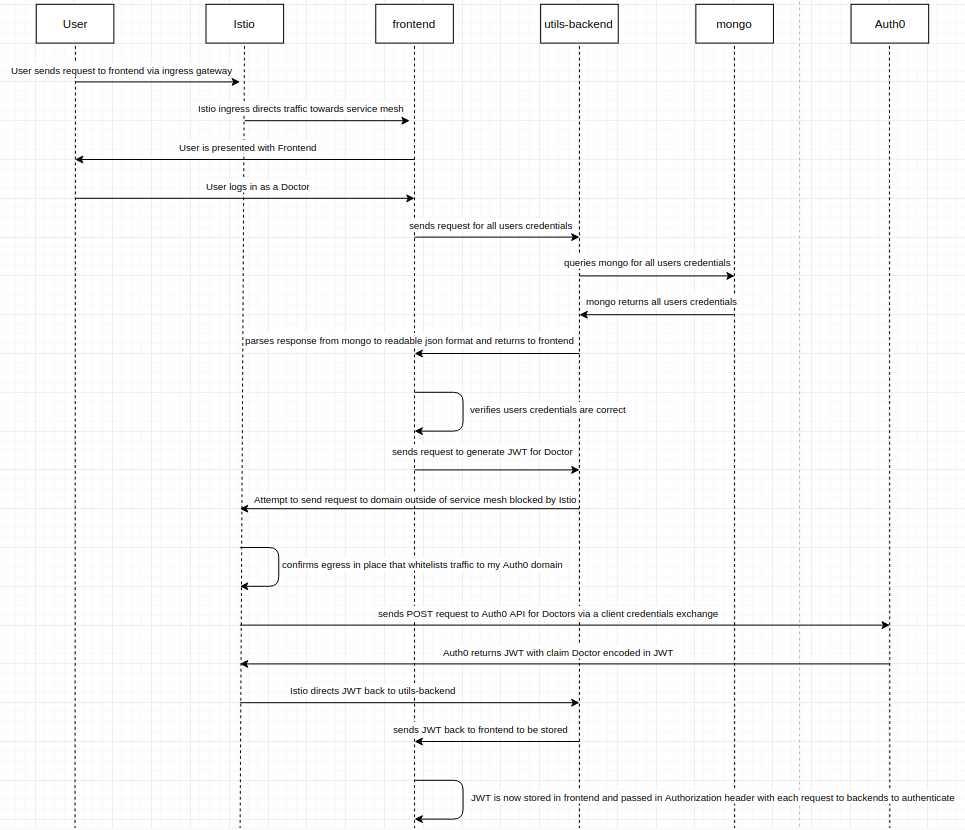 User
Istio
frontend
utils-backend
mongo
Auth0
User sends request to frontend via ingress gateway
Istio ingress directs traffic towards service mesh
User is presented with Frontend
User logs in as a Doctor
sends request for all users credentials
queries mongo for all users credentials
mongo returns all users credentials
parses response from mongo to readable json format and returns to frontend
verifies users credentials are correct
sends request to generate JWT for Doctor
Attempt to send request to domain outside of service mesh blocked by Istio
confirms egress in place that whitelists traffic to my Auth0 domain
sends POST request to Auth0 API for Doctors via a client credentials exchange
Auth0 returns JWT with claim Doctor encoded in JWT
Istio directs JWT back to utils-backend
sends JWT back to frontend to be stored
JWT is now stored in frontend and passed in Authorization header with each request to backends to authenticate